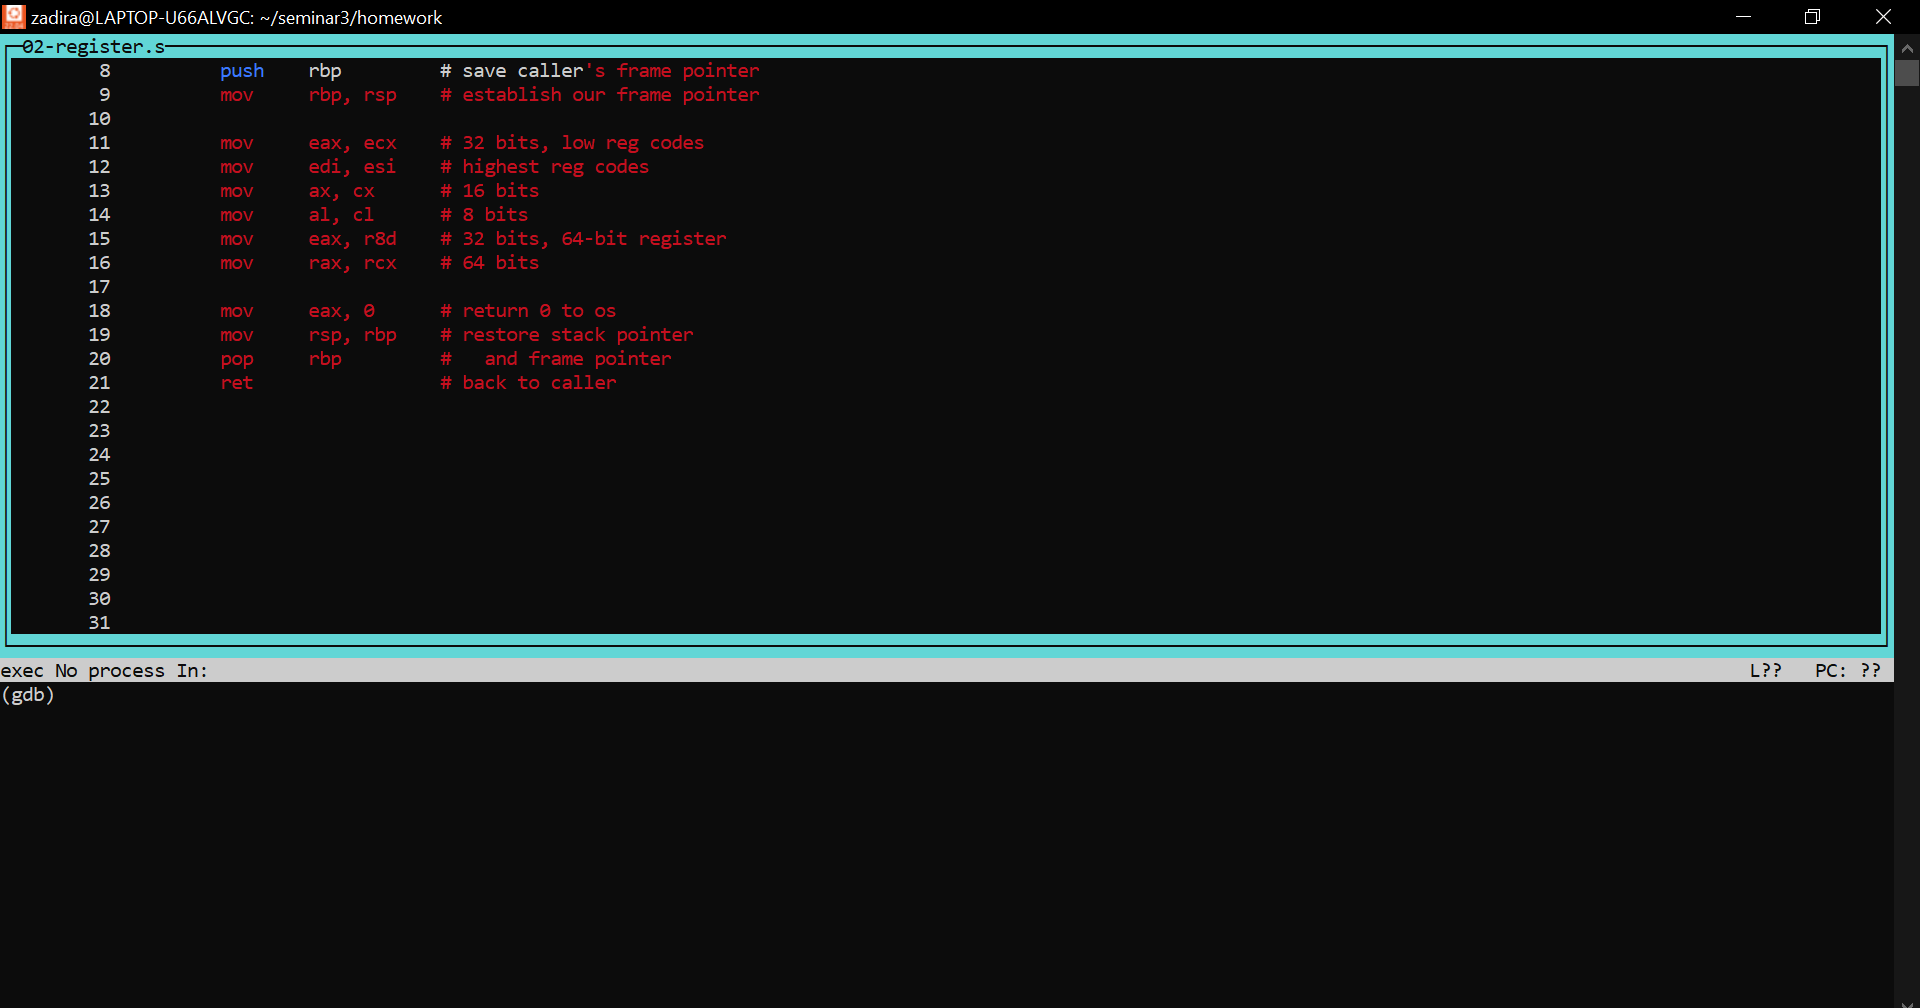 zadira@LAPTOP-U66ALVGC: ~/seminar3/homework
02-register.s
8 push rbp # save caller's frame pointer
9 mov rbp, rsp # establish our frame pointer
10
11 mov eax, ecx # 32 bits, low reg codes
12 mov edi, esi # highest reg codes
13 mov ax, cx # 16 bits
14 mov al, cl # 8 bits
15 mov eax, r8d # 32 bits, 64-bit register
16 mov rax, rcx # 64 bits
17
18 mov eax, 0 # return 0 to os
19 mov rsp, rbp # restore stack pointer
20 pop rbp # and frame pointer
21 ret # back to caller
22
23
24
25
26
27
28
29
30
31
exec No process In: L?? PC: ??
(gdb)